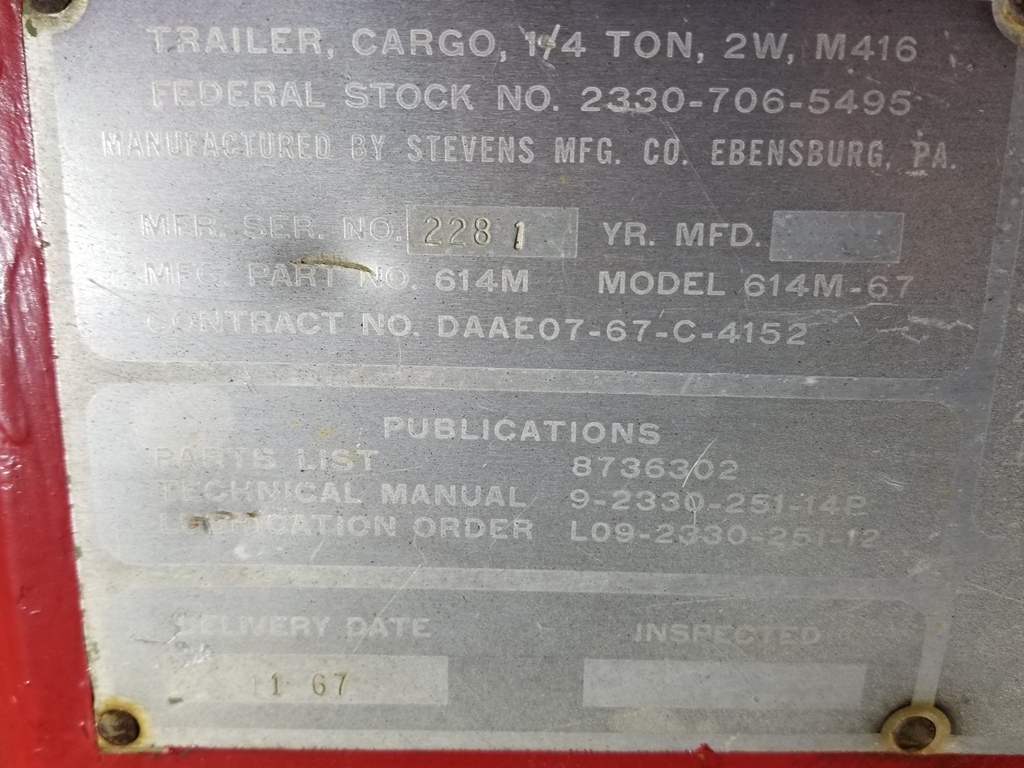 TRAILER, CARGO, 1/4 TON, 2W, M416
FEDERAL STOCK NO. 2330-706-5495
MANUFACTURED BY STEVENS MFG. CO. EBENSBURG, PA.
MFR. SER. NO. 2281 YR. MFD.
MFG PART NO. 614M MODEL 614M-67
CONTRACT NO. DAAE07-67-C-4152
PUBLICATIONS
PARTS LIST 8736302
TECHNICAL MANUAL 9-2330-251-14P
LUBRICATION ORDER LO9-2330-251-12
DELIVERY DATE INSPECTED
11 67